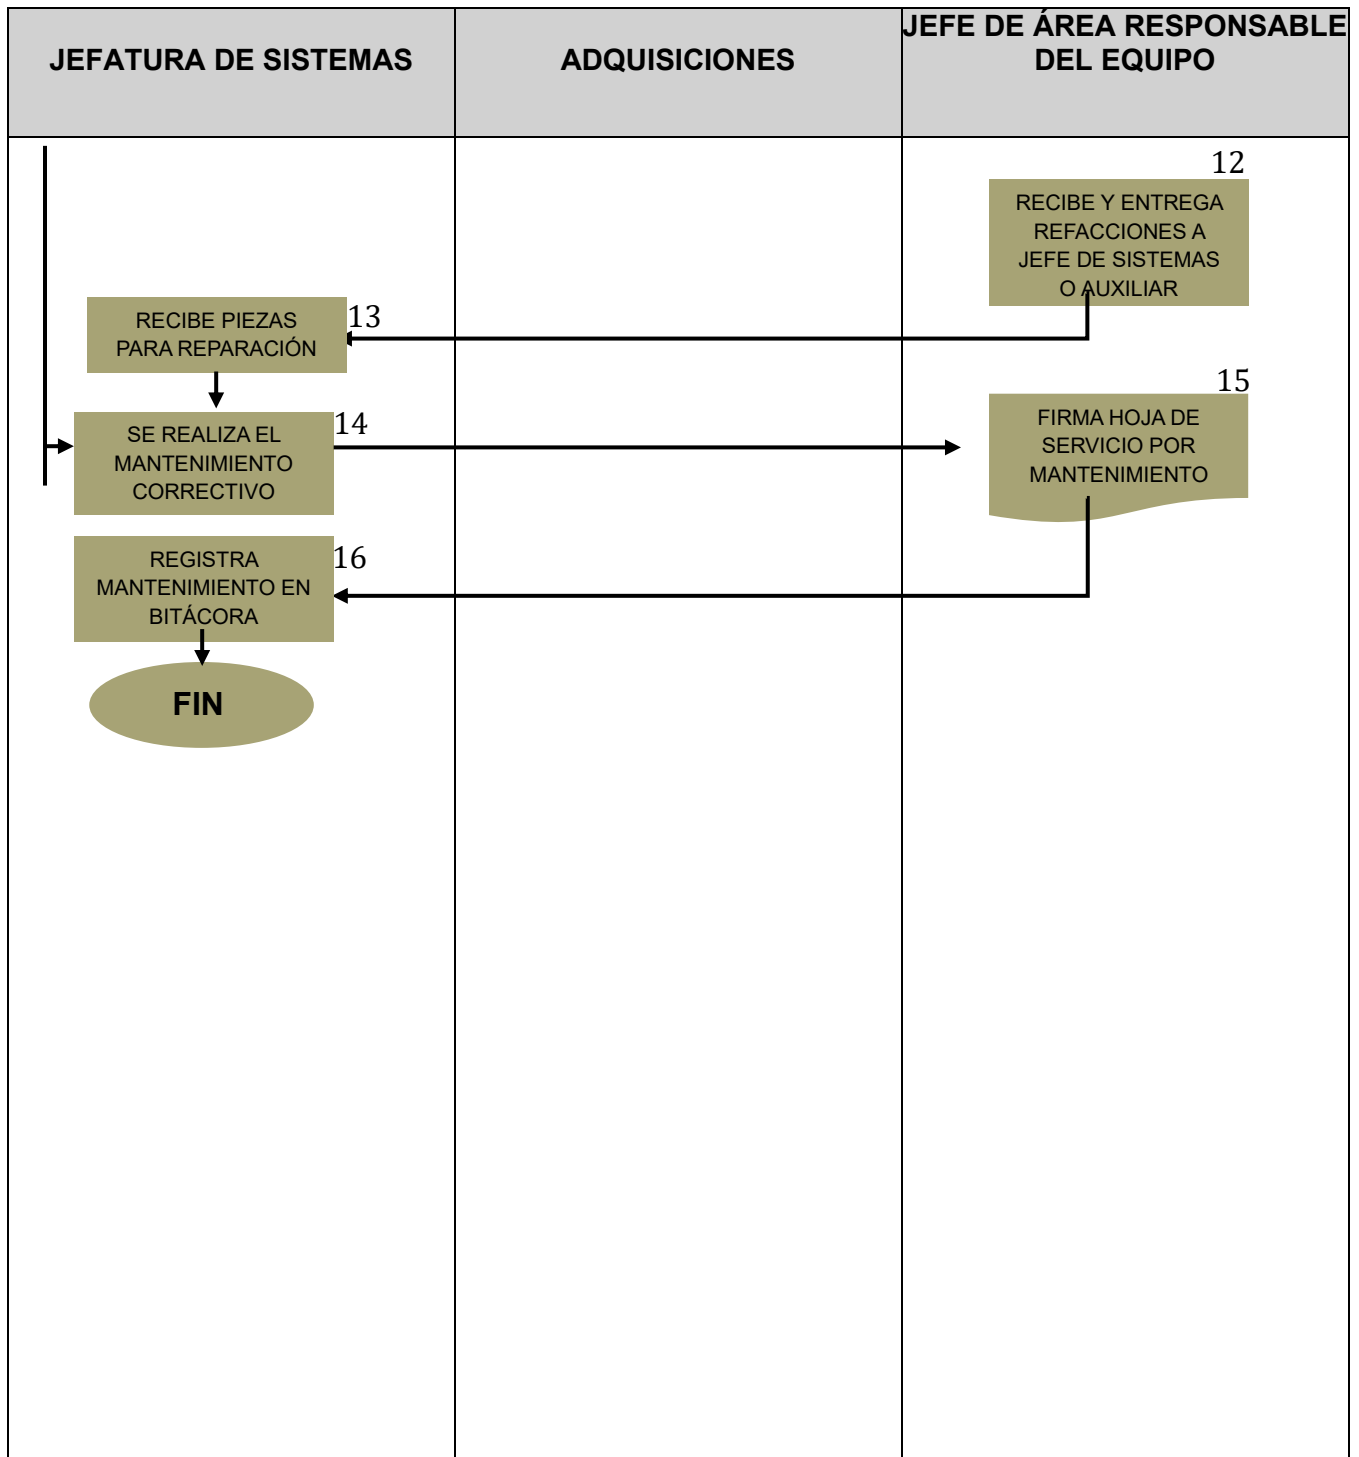 JEFATURA DE SISTEMAS
ADQUISICIONES
JEFE DE ÁREA RESPONSABLE
DEL EQUIPO
12
RECIBE Y ENTREGA
REFACCIONES A
JEFE DE SISTEMAS
O AUXILIAR
13
RECIBE PIEZAS
PARA REPARACIÓN
14
SE REALIZA EL
MANTENIMIENTO
CORRECTIVO
15
FIRMA HOJA DE
SERVICIO POR
MANTENIMIENTO
16
REGISTRA
MANTENIMIENTO EN
BITÁCORA
FIN